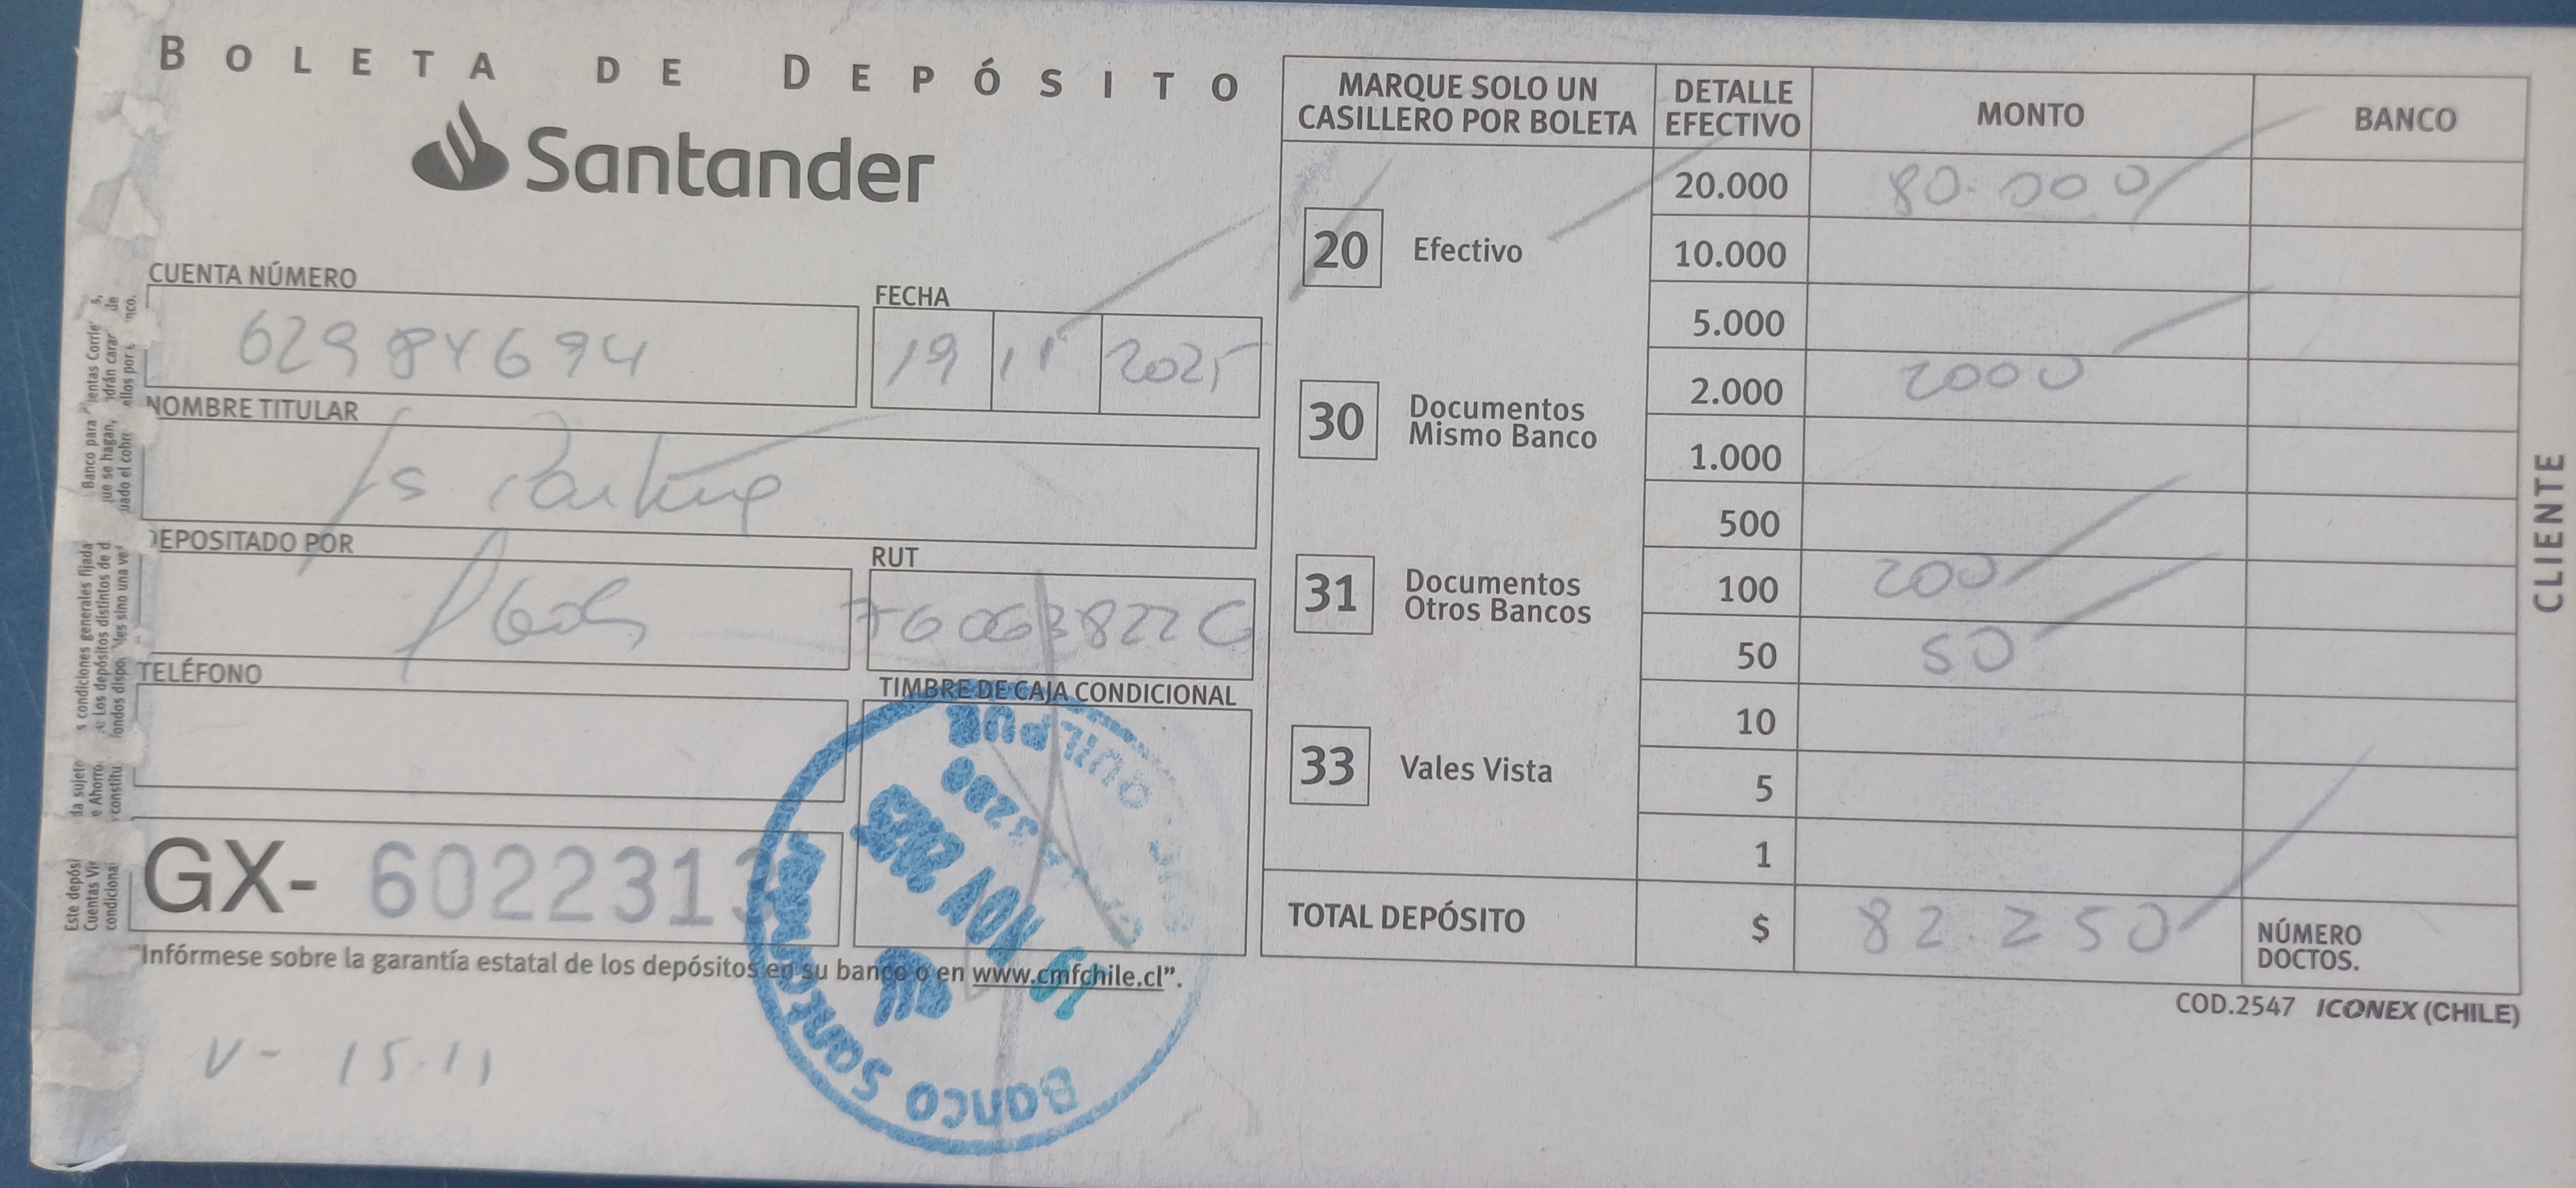 BOLETA DE DEPÓSITO
Santander
CUENTA NÚMERO
62984694
FECHA
19 11 2025
NOMBRE TITULAR
Js. Parking
DEPOSITADO POR
RUT
76063822 6
TELÉFONO
TIMBRE DE CAJA CONDICIONAL
GX- 6022313
"Infórmese sobre la garantía estatal de los depósitos en su banco o en www.cmfchile.cl".
V - 15.11
Banco Santander
19 NOV 2025
QUILPUE
MARQUE SOLO UN CASILLERO POR BOLETA
20 Efectivo
30 Documentos Mismo Banco
31 Documentos Otros Bancos
33 Vales Vista
DETALLE EFECTIVO MONTO BANCO
20.000 80.000
10.000
5.000
2.000 2000
1.000
500
100 200
50 50
10
5
1
TOTAL DEPÓSITO $ 82.250
NÚMERO DOCTOS.
COD.2547 ICONEX (CHILE)
CLIENTE